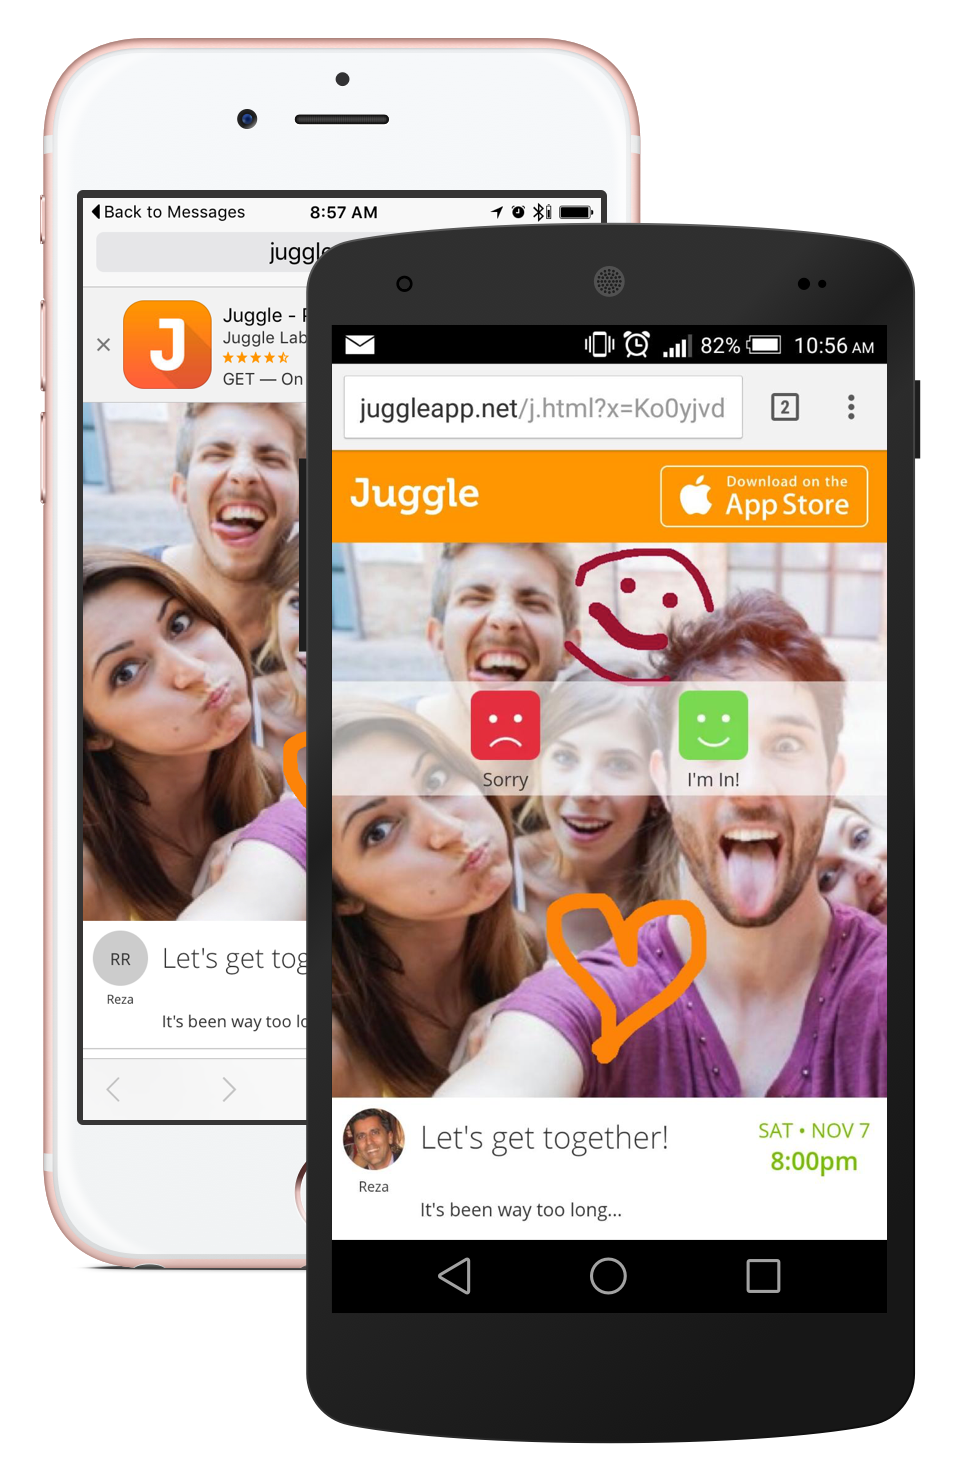 Back to Messages
8:57 AM
juggle
J
Juggle -
Juggle Lab
GET — On
RR
Reza
Let's get tog
It's been way too lo
82%
10:56 AM
juggleapp.net/j.html?x=Ko0yjvd
2
Juggle
Download on the
App Store
Sorry
I'm In!
Reza
Let's get together!
SAT • NOV 7
8:00pm
It's been way too long...